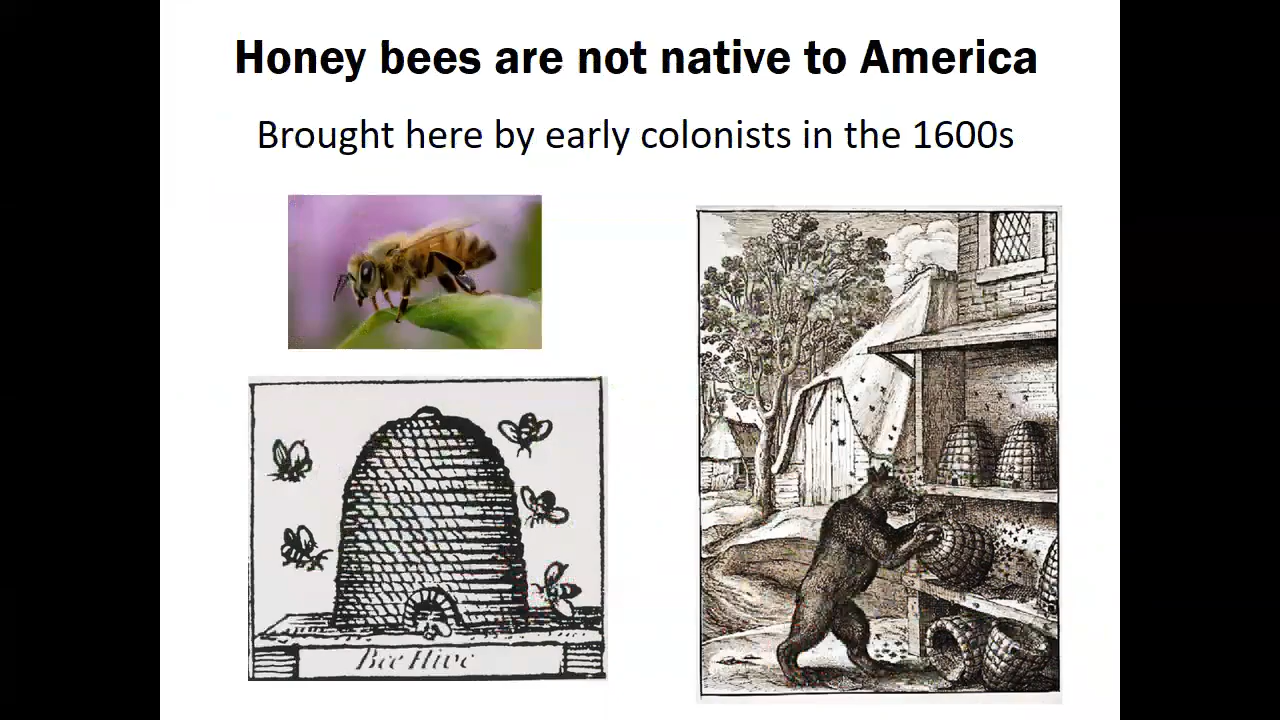 Honey bees are not native to America
Brought here by early colonists in the 1600s
Bee Hive